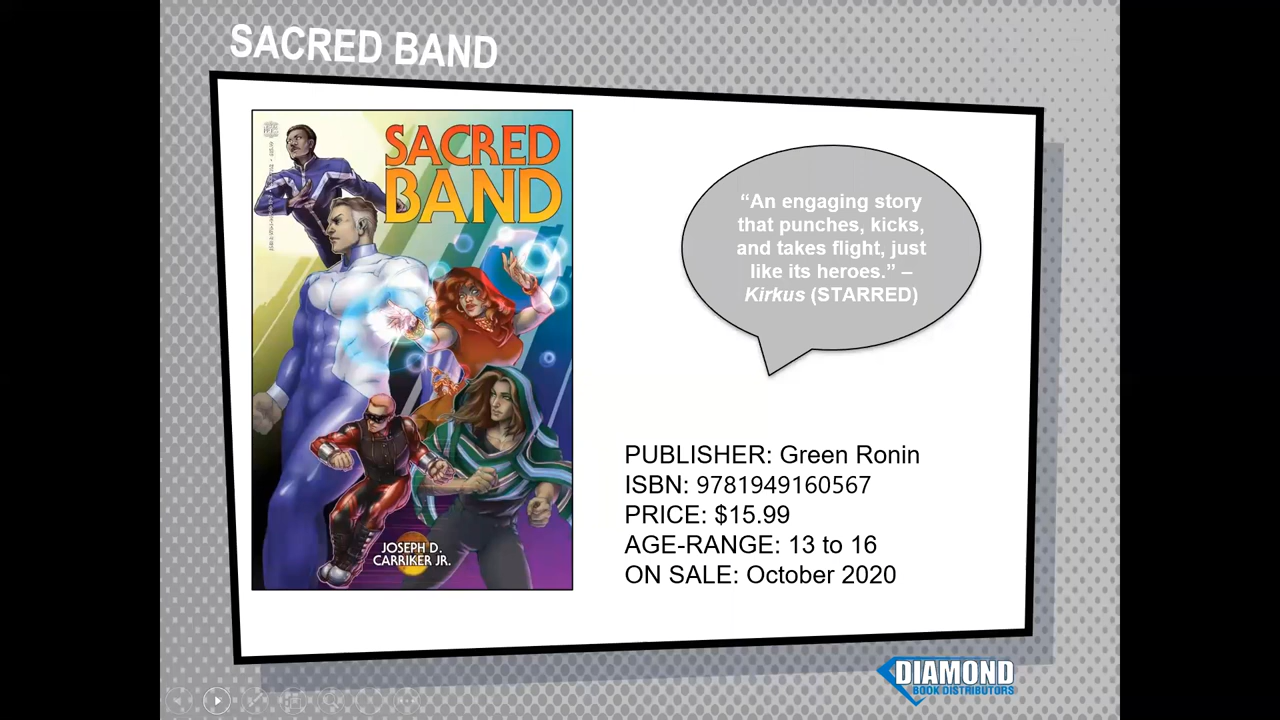 SACRED BAND
SACRED
BAND
JOSEPH D.
CARRIKER JR.
“An engaging story
that punches, kicks,
and takes flight, just
like its heroes.” –
Kirkus (STARRED)
PUBLISHER: Green Ronin
ISBN: 9781949160567
PRICE: $15.99
AGE-RANGE: 13 to 16
ON SALE: October 2020
DIAMOND
BOOK DISTRIBUTORS